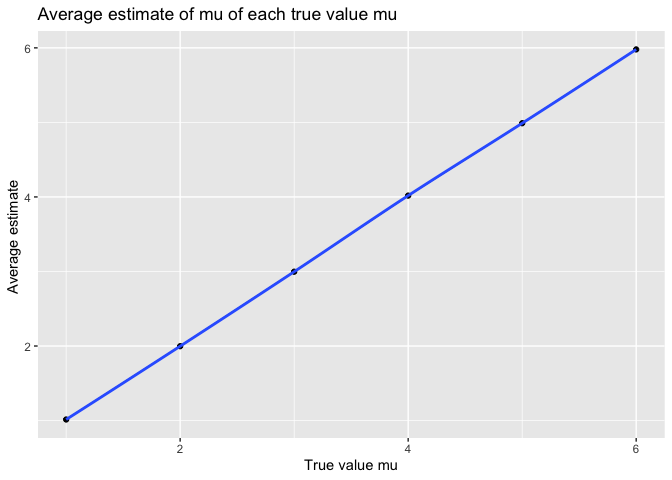 Average estimate of mu of each true value mu
6
4
2
Average estimate
2 4 6
True value mu